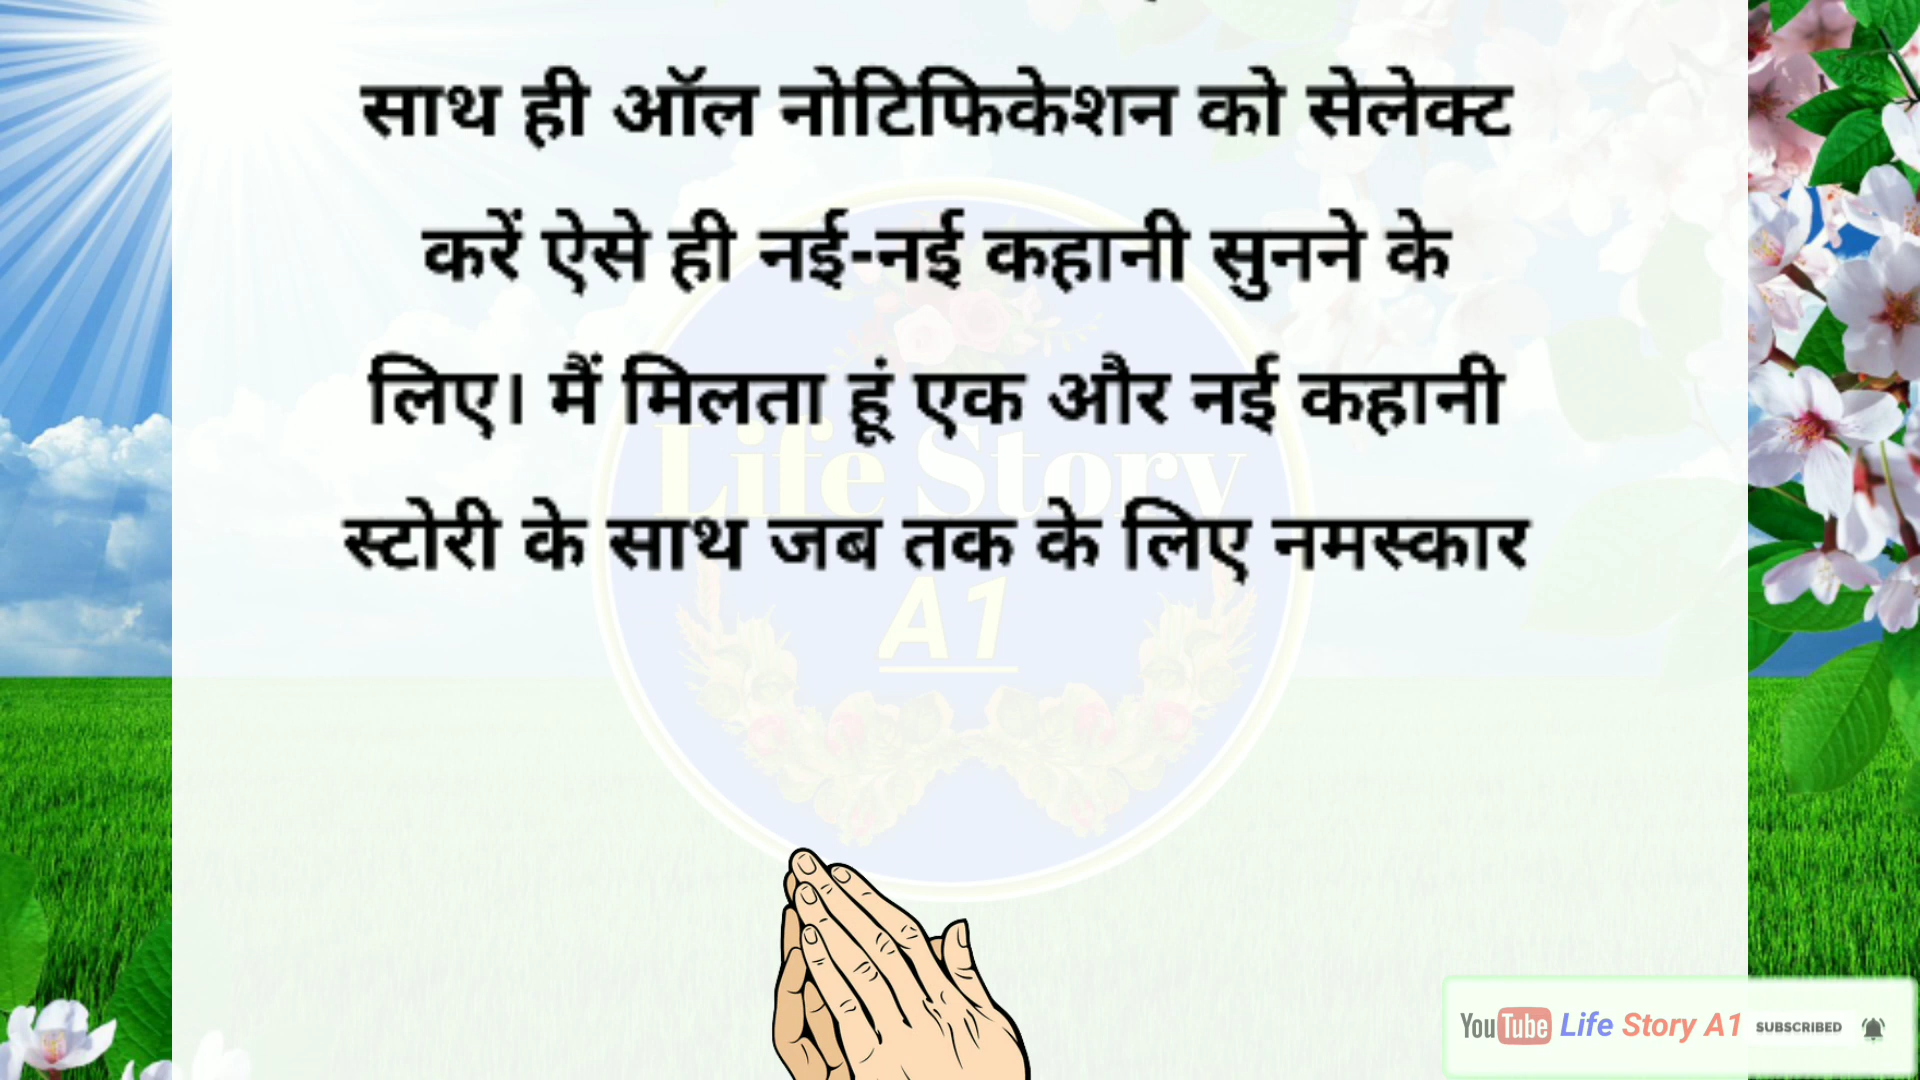 साथ ही ऑल नोटिफिकेशन को सेलेक्ट
करें ऐसे ही नई-नई कहानी सुनने के
लिए। मैं मिलता हूं एक और नई कहानी
Life Story
स्टोरी के साथ जब तक के लिए नमस्कार
A1
YouTube Life Story A1 SUBSCRIBED